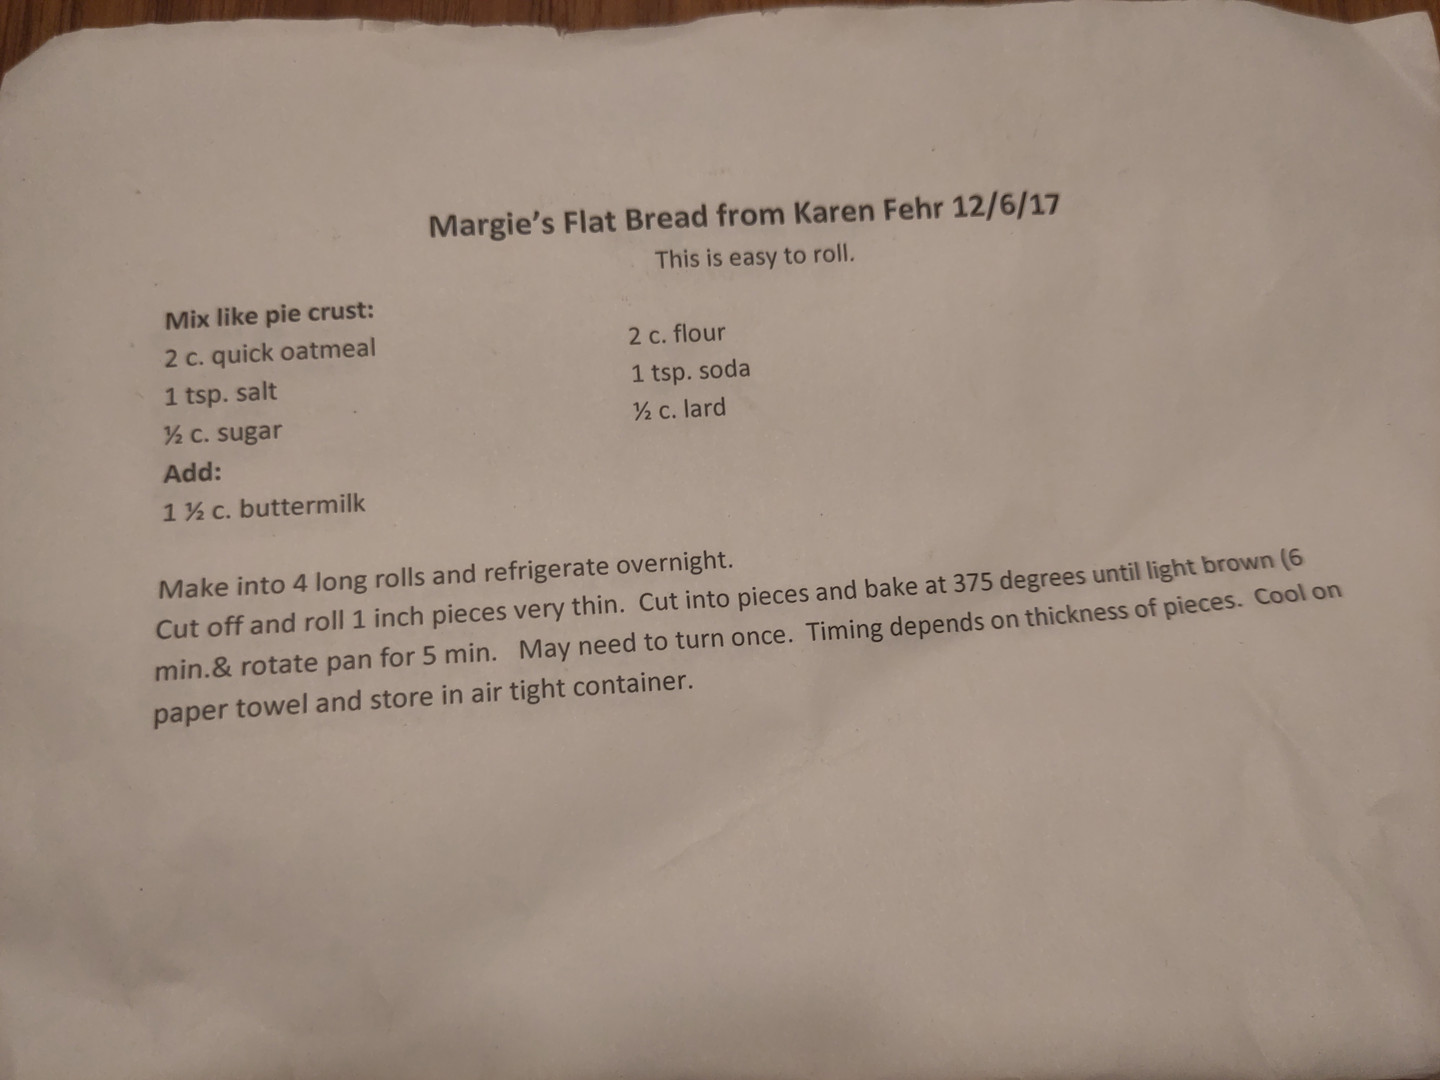 Margie's Flat Bread from Karen Fehr 12/6/17
This is easy to roll.
Mix like pie crust:
2 c. quick oatmeal
2 c. flour
1 tsp. salt
1 tsp. soda
½ c. sugar
½ c. lard
Add:
1 ½ c. buttermilk
Make into 4 long rolls and refrigerate overnight.
Cut off and roll 1 inch pieces very thin.  Cut into pieces and bake at 375 degrees until light brown (6
min.& rotate pan for 5 min.   May need to turn once.  Timing depends on thickness of pieces.  Cool on
paper towel and store in air tight container.